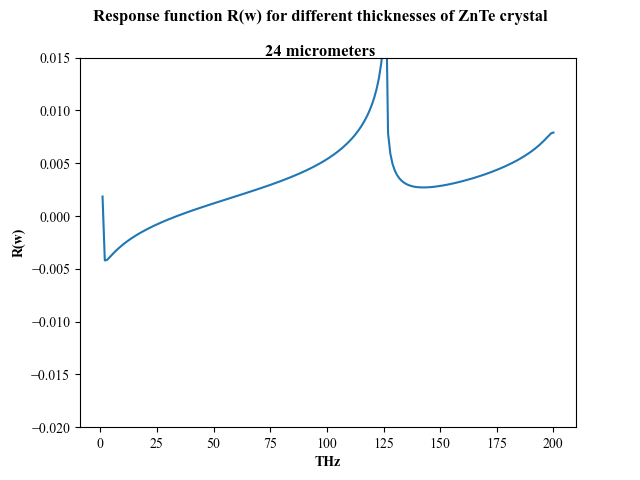 Response function R(w) for different thicknesses of ZnTe crystal
24 micrometers
0.015
0.010
0.005
0.000
−0.005
−0.010
−0.015
−0.020
R(w)
0 25 50 75 100 125 150 175 200
THz